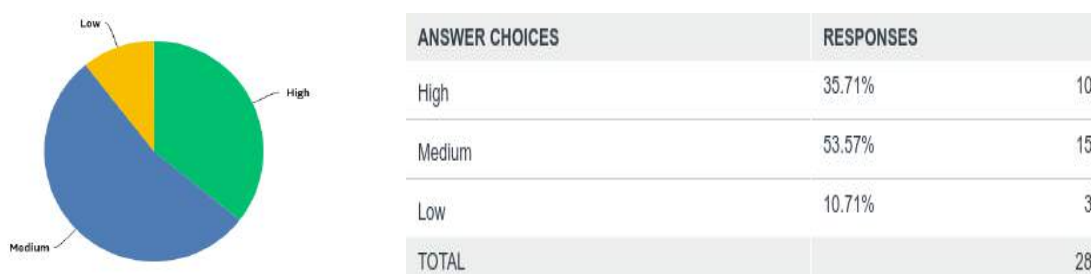 Low
High
Medium
ANSWER CHOICES RESPONSES
High 35.71% 10
Medium 53.57% 15
Low 10.71% 3
TOTAL 28